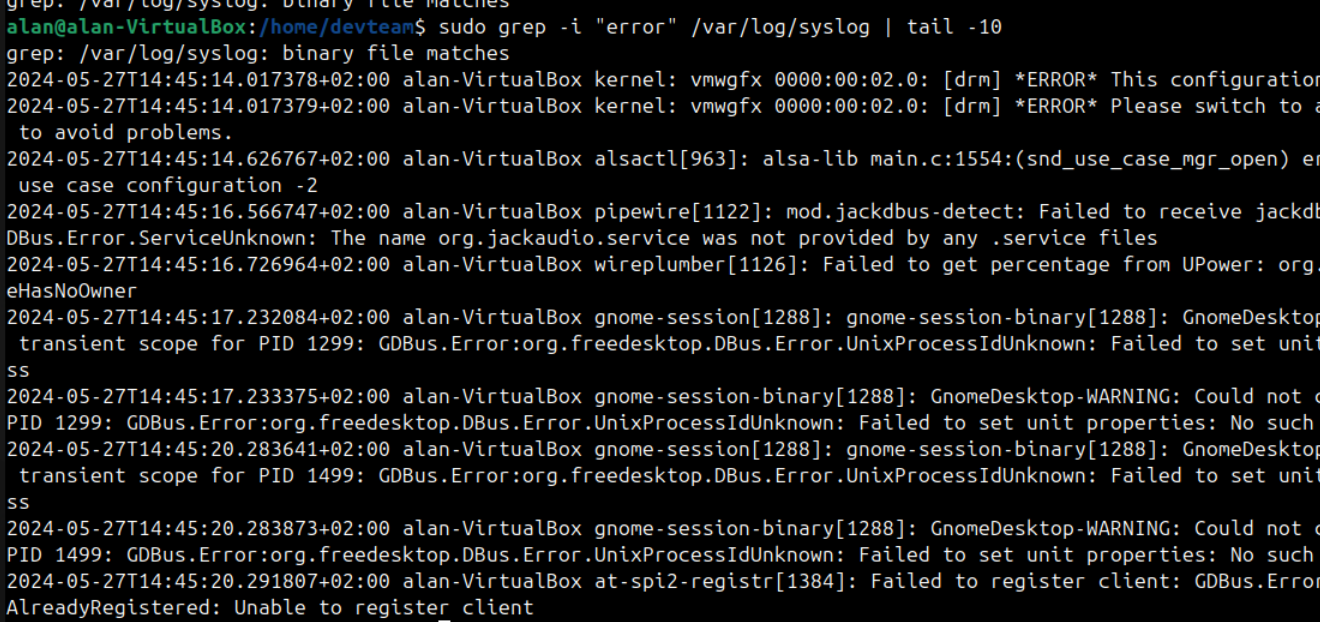 grep: /var/log/syslog: binary file matches
alan@alan-VirtualBox:/home/devteam$ sudo grep -i "error" /var/log/syslog | tail -10
grep: /var/log/syslog: binary file matches
2024-05-27T14:45:14.017378+02:00 alan-VirtualBox kernel: vmwgfx 0000:00:02.0: [drm] *ERROR* This configuration
2024-05-27T14:45:14.017379+02:00 alan-VirtualBox kernel: vmwgfx 0000:00:02.0: [drm] *ERROR* Please switch to a
to avoid problems.
2024-05-27T14:45:14.626767+02:00 alan-VirtualBox alsactl[963]: alsa-lib main.c:1554:(snd_use_case_mgr_open) er
use case configuration -2
2024-05-27T14:45:16.566747+02:00 alan-VirtualBox pipewire[1122]: mod.jackdbus-detect: Failed to receive jackdb
DBus.Error.ServiceUnknown: The name org.jackaudio.service was not provided by any .service files
2024-05-27T14:45:16.726964+02:00 alan-VirtualBox wireplumber[1126]: Failed to get percentage from UPower: org.
eHasNoOwner
2024-05-27T14:45:17.232084+02:00 alan-VirtualBox gnome-session[1288]: gnome-session-binary[1288]: GnomeDesktop
transient scope for PID 1299: GDBus.Error:org.freedesktop.DBus.Error.UnixProcessIdUnknown: Failed to set unit
ss
2024-05-27T14:45:17.233375+02:00 alan-VirtualBox gnome-session-binary[1288]: GnomeDesktop-WARNING: Could not c
PID 1299: GDBus.Error:org.freedesktop.DBus.Error.UnixProcessIdUnknown: Failed to set unit properties: No such
2024-05-27T14:45:20.283641+02:00 alan-VirtualBox gnome-session[1288]: gnome-session-binary[1288]: GnomeDesktop
transient scope for PID 1499: GDBus.Error:org.freedesktop.DBus.Error.UnixProcessIdUnknown: Failed to set unit
ss
2024-05-27T14:45:20.283873+02:00 alan-VirtualBox gnome-session-binary[1288]: GnomeDesktop-WARNING: Could not c
PID 1499: GDBus.Error:org.freedesktop.DBus.Error.UnixProcessIdUnknown: Failed to set unit properties: No such
2024-05-27T14:45:20.291807+02:00 alan-VirtualBox at-spi2-registr[1384]: Failed to register client: GDBus.Error
AlreadyRegistered: Unable to register client